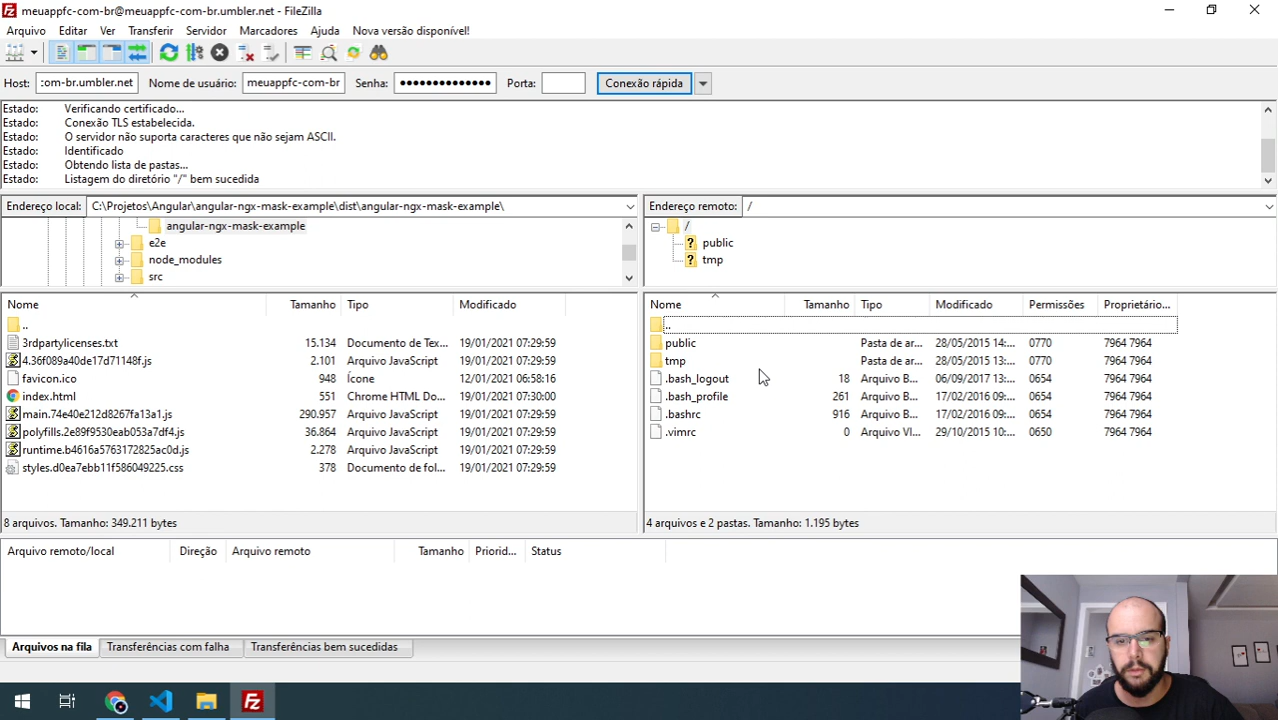 meuappfc-com-br@meuappfc-com-br.umbler.net - FileZilla
Arquivo Editar Ver Transferir Servidor Marcadores Ajuda Nova versão disponível!
Host: :om-br.umbler.net Nome de usuário: meuappfc-com-br Senha: ●●●●●●●●●●●●●● Porta: Conexão rápida
Estado: Verificando certificado...
Estado: Conexão TLS estabelecida.
Estado: O servidor não suporta caracteres que não sejam ASCII.
Estado: Identificado
Estado: Obtendo lista de pastas...
Estado: Listagem do diretório "/" bem sucedida
Endereço local: C:\Projetos\Angular\angular-ngx-mask-example\dist\angular-ngx-mask-example\
angular-ngx-mask-example
e2e
node_modules
src
Endereço remoto: /
/
public
tmp
Nome Tamanho Tipo Modificado
..
3rdpartylicenses.txt 15.134 Documento de Tex... 19/01/2021 07:29:59
4.36f089a40de17d71148f.js 2.101 Arquivo JavaScript 19/01/2021 07:29:59
favicon.ico 948 Ícone 12/01/2021 06:58:16
index.html 551 Chrome HTML Do... 19/01/2021 07:30:00
main.74e40e212d8267fa13a1.js 290.957 Arquivo JavaScript 19/01/2021 07:29:59
polyfills.2e89f9530eab053a7df4.js 36.864 Arquivo JavaScript 19/01/2021 07:29:59
runtime.b4616a5763172825ac0d.js 2.278 Arquivo JavaScript 19/01/2021 07:29:59
styles.d0ea7ebb11f586049225.css 378 Documento de fol... 19/01/2021 07:29:59
8 arquivos. Tamanho: 349.211 bytes
Nome Tamanho Tipo Modificado Permissões Proprietário...
..
public Pasta de ar... 28/05/2015 14:... 0770 7964 7964
tmp Pasta de ar... 28/05/2015 14:... 0770 7964 7964
.bash_logout 18 Arquivo B... 06/09/2017 13:... 0654 7964 7964
.bash_profile 261 Arquivo B... 17/02/2016 09:... 0654 7964 7964
.bashrc 916 Arquivo B... 17/02/2016 09:... 0654 7964 7964
.vimrc 0 Arquivo VI... 29/10/2015 10:... 0650 7964 7964
4 arquivos e 2 pastas. Tamanho: 1.195 bytes
Arquivo remoto/local Direção Arquivo remoto Tamanho Priorid... Status
Arquivos na fila Transferências com falha Transferências bem sucedidas